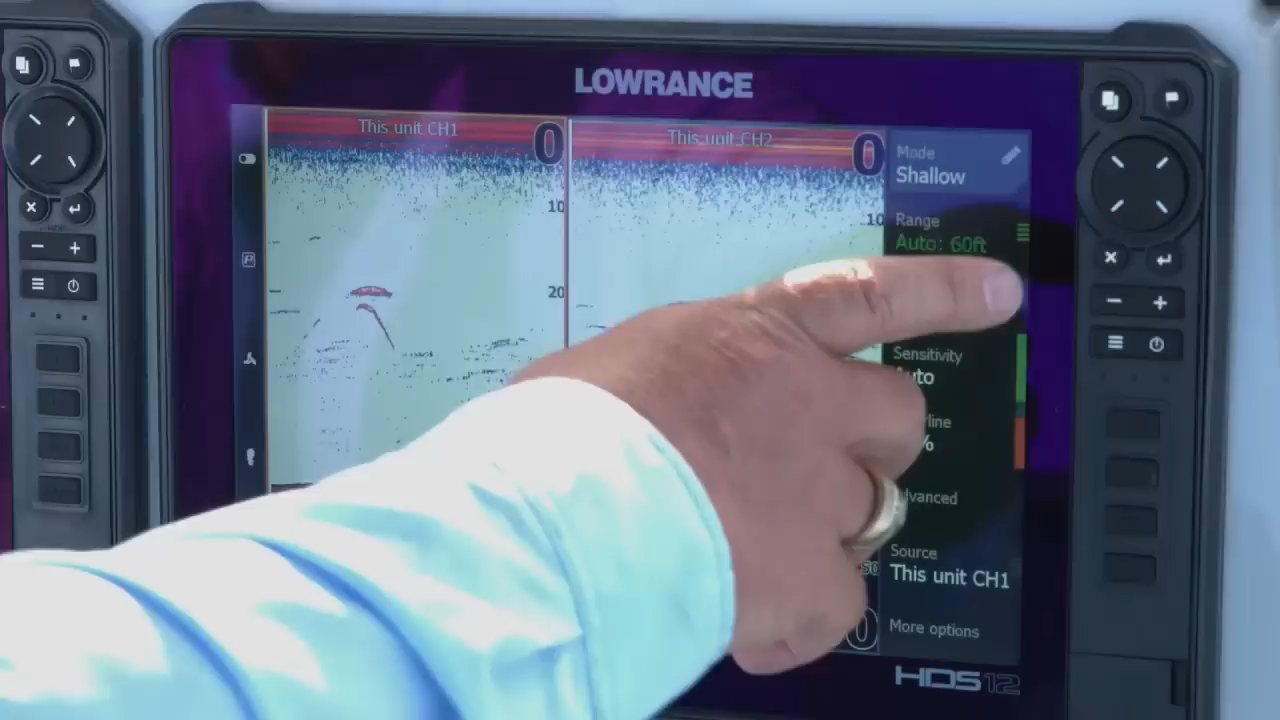 LOWRANCE
This unit CH1
0
This unit CH2
0
10
10
20
Mode
Shallow
Range
Auto: 60ft
Sensitivity
Auto
Source
This unit CH1
More options
HDS12